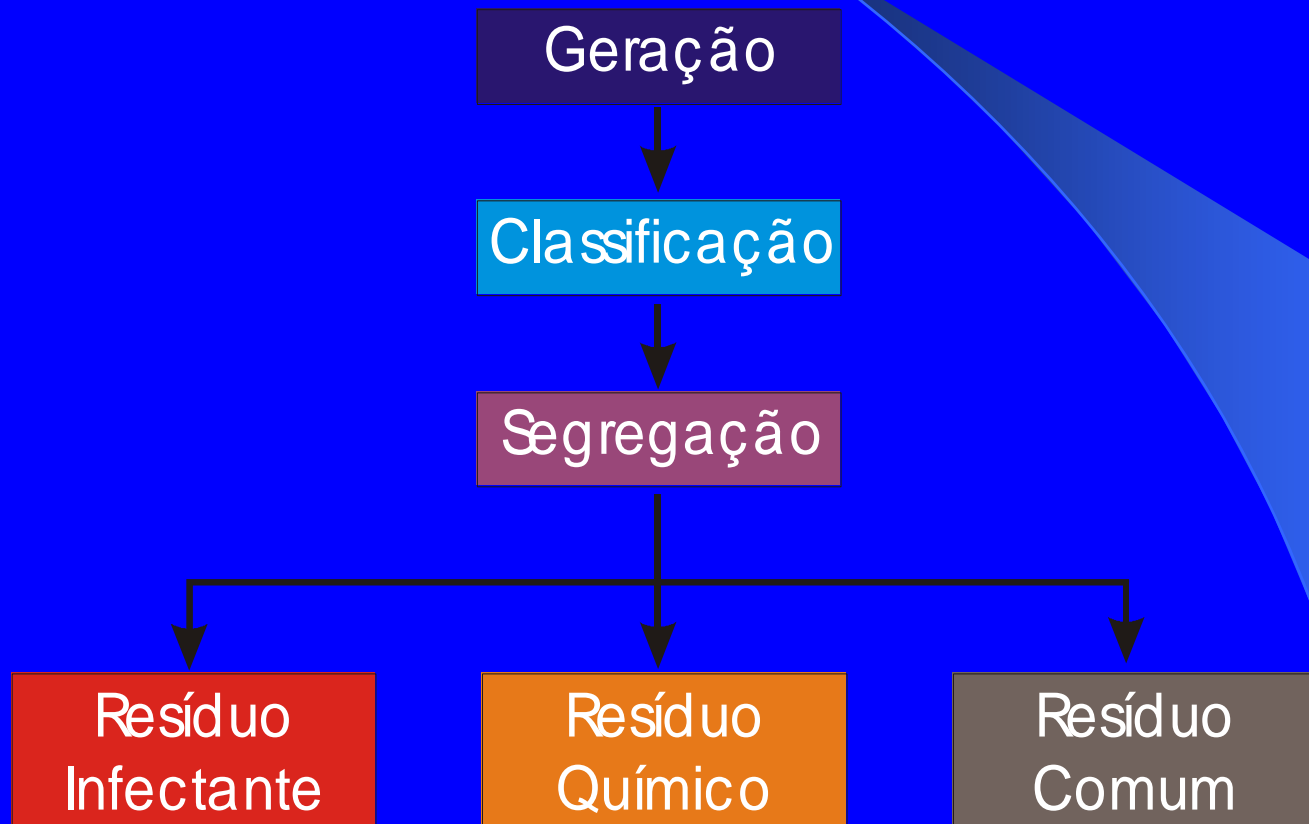 Geração
Classificação
Segregação
Resíduo
Infectante
Resíduo
Químico
Resíduo
Comum